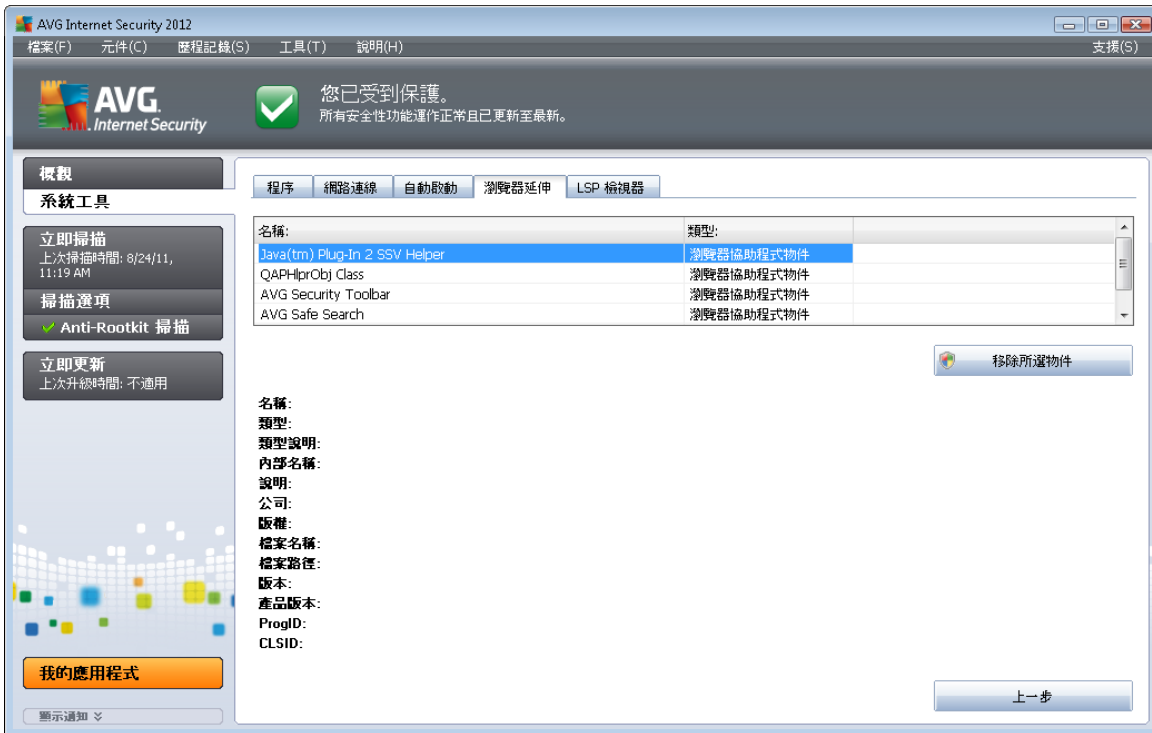 AVG Internet Security 2012
檔案(F) 元件(C) 歷程記錄(S) 工具(T) 說明(H) 支援(S)
AVG.
Internet Security
您已受到保護。
所有安全性功能運作正常且已更新至最新。
概觀
系統工具
立即掃描
上次掃描時間: 8/24/11,
11:19 AM
掃描選項
Anti-Rootkit 掃描
立即更新
上次升級時間: 不適用
我的應用程式
顯示通知
程序 網路連線 自動啟動 瀏覽器延伸 LSP 檢視器
名稱: 類型:
Java(tm) Plug-In 2 SSV Helper 瀏覽器協助程式物件
QAPHlprObj Class 瀏覽器協助程式物件
AVG Security Toolbar 瀏覽器協助程式物件
AVG Safe Search 瀏覽器協助程式物件
移除所選物件
名稱:
類型:
類型說明:
內部名稱:
說明:
公司:
版權:
檔案名稱:
檔案路徑:
版本:
產品版本:
ProgID:
CLSID:
上一步